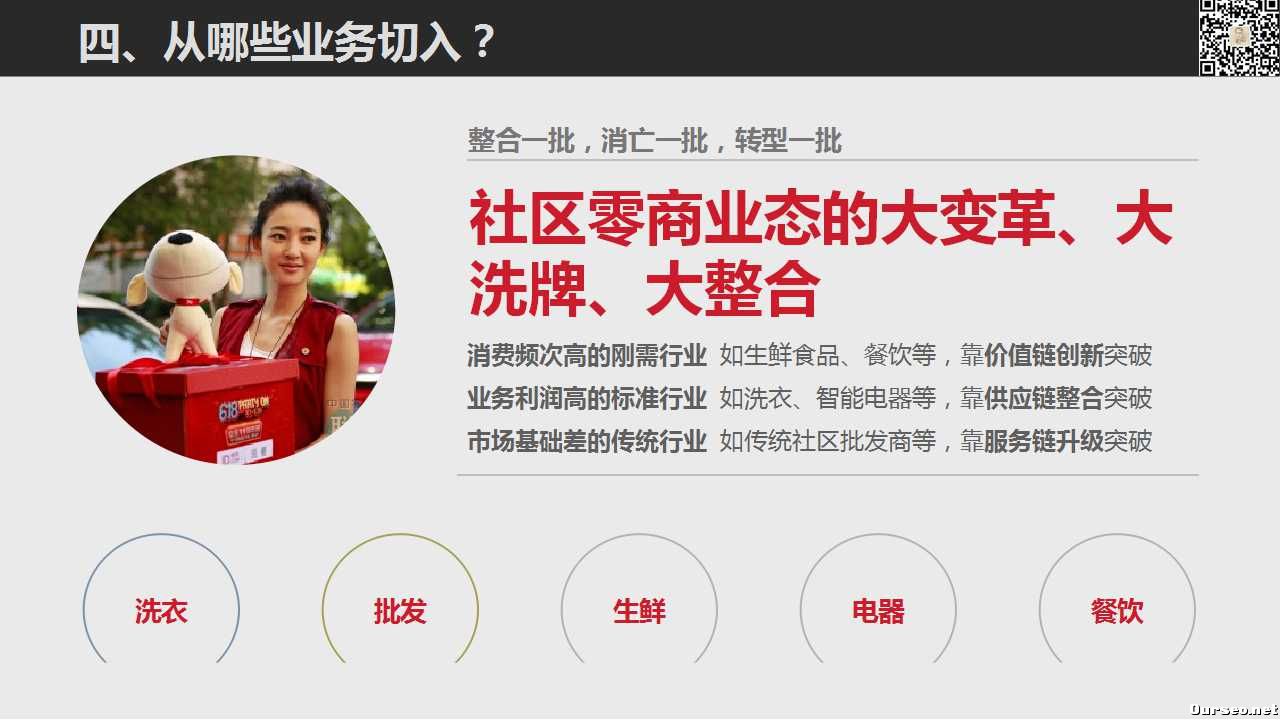 四、从哪些业务切入？
整合一批，消亡一批，转型一批
社区零商业态的大变革、大
洗牌、大整合
消费频次高的刚需行业 如生鲜食品、餐饮等，靠价值链创新突破
业务利润高的标准行业 如洗衣、智能电器等，靠供应链整合突破
市场基础差的传统行业 如传统社区批发商等，靠服务链升级突破
618 PARTY ON
洗衣
批发
生鲜
电器
餐饮
Ourseo.net